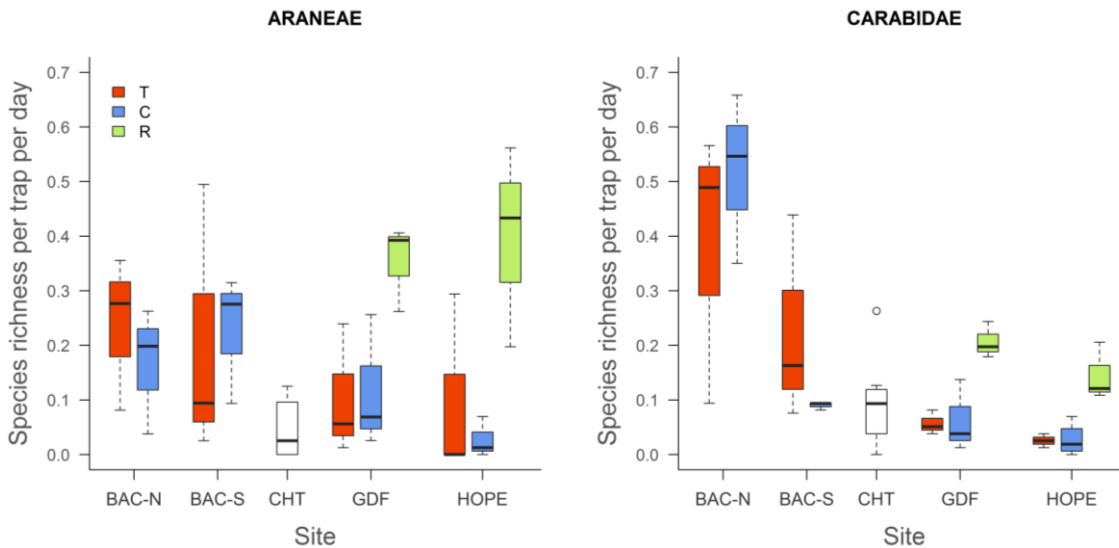 ARANEAE
Species richness per trap per day
0.7
0.6
0.5
0.4
0.3
0.2
0.1
0.0
T
C
R
BAC-N BAC-S CHT GDF HOPE
Site
CARABIDAE
Species richness per trap per day
0.7
0.6
0.5
0.4
0.3
0.2
0.1
0.0
BAC-N BAC-S CHT GDF HOPE
Site